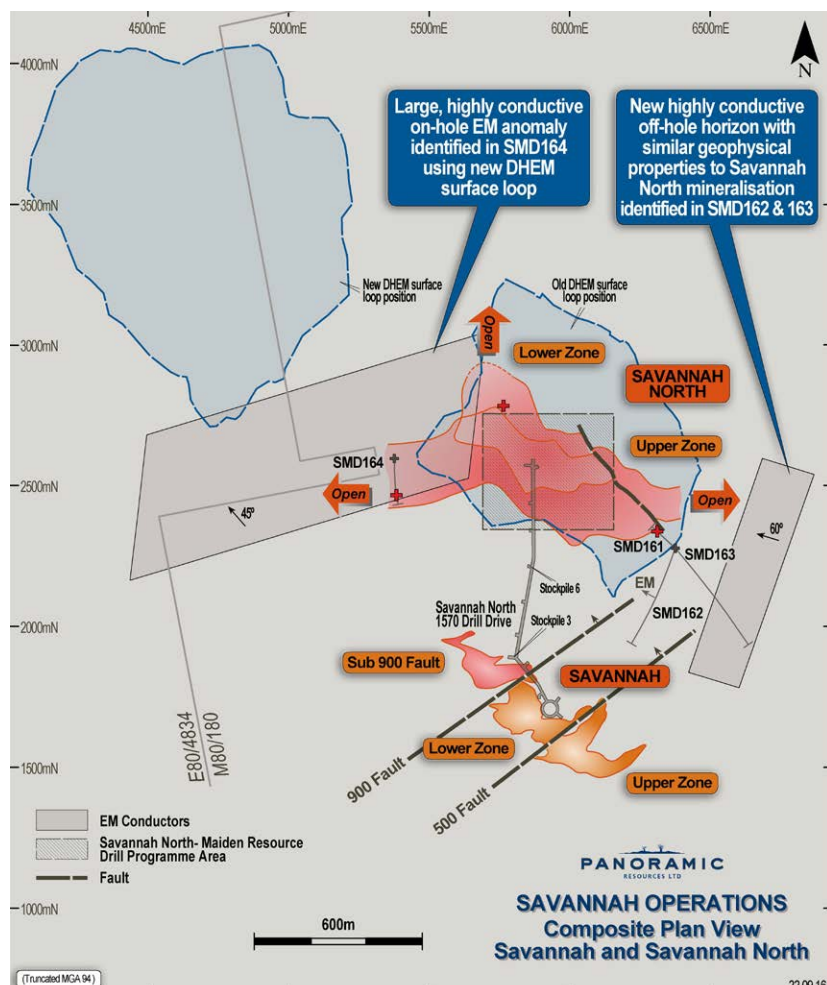 4500mE
5000mE
5500mE
6000mE
6500mE
4000mN
N
Large, highly conductive
on-hole EM anomaly
identified in SMD164
using new DHEM
surface loop
New highly conductive
off-hole horizon with
similar geophysical
properties to Savannah
North mineralisation
identified in SMD162 & 163
3500mN
New DHEM surface
loop position
Old DHEM surface
loop position
3000mN
Open
Lower Zone
SAVANNAH
NORTH
Upper Zone
SMD164
2500mN
Open
Open
45º
60º
SMD161
SMD163
EM
Stockpile 6
SMD162
Savannah North
1570 Drill Drive
Stockpile 3
2000mN
Sub 900 Fault
SAVANNAH
E80/4834
M80/180
Lower Zone
900 Fault
Upper Zone
500 Fault
1500mN
EM Conductors
Savannah North- Maiden Resource
Drill Programme Area
Fault
PANORAMIC
RESOURCES LTD
1000mN
600m
SAVANNAH OPERATIONS
Composite Plan View
Savannah and Savannah North
(Truncated MGA 94 )